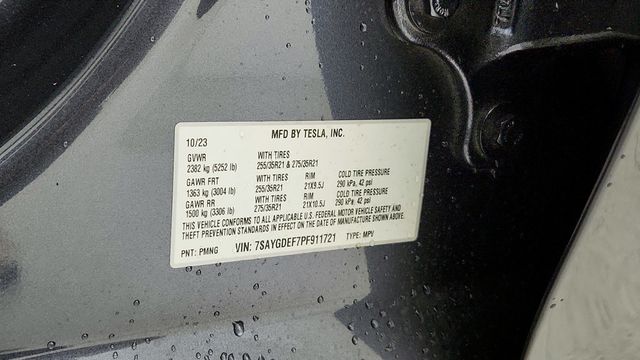 MFD BY TESLA, INC.
10/23
GVWR WITH TIRES
2382 kg (5252 lb) 255/35R21 & 275/35R21
GAWR FRT WITH TIRES RIM COLD TIRE PRESSURE
1363 kg (3004 lb) 255/35R21 21X9.5J 290 kPa, 42 psi
GAWR RR WITH TIRES RIM COLD TIRE PRESSURE
1500 kg (3306 lb) 275/35R21 21X10.5J 290 kPa, 42 psi
THIS VEHICLE CONFORMS TO ALL APPLICABLE U.S. FEDERAL MOTOR VEHICLE SAFETY AND
THEFT PREVENTION STANDARDS IN EFFECT ON THE DATE OF MANUFACTURE SHOWN ABOVE.
PNT: PMNG VIN: 7SAYGDEF7PF911721 TYPE: MPV